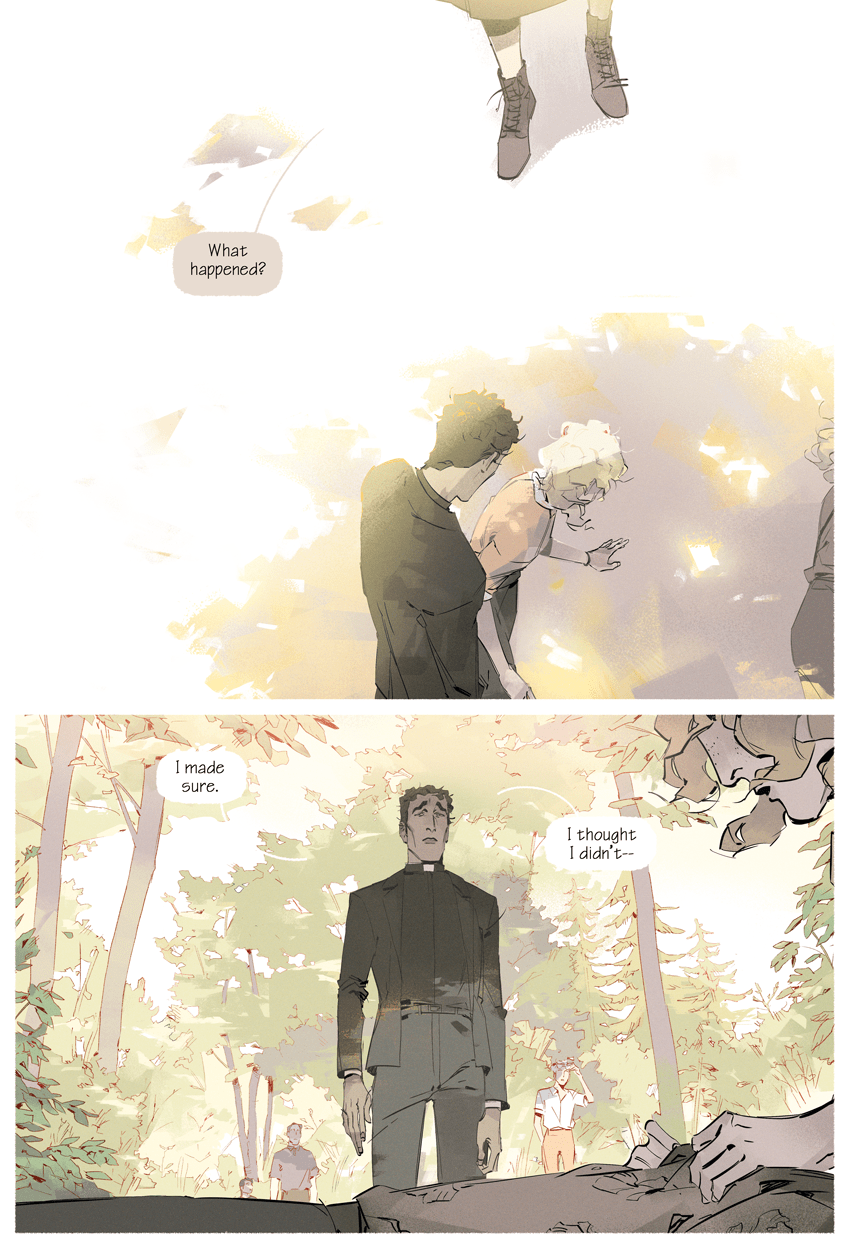 What
happened?
I made
sure.
I thought
I didn't--